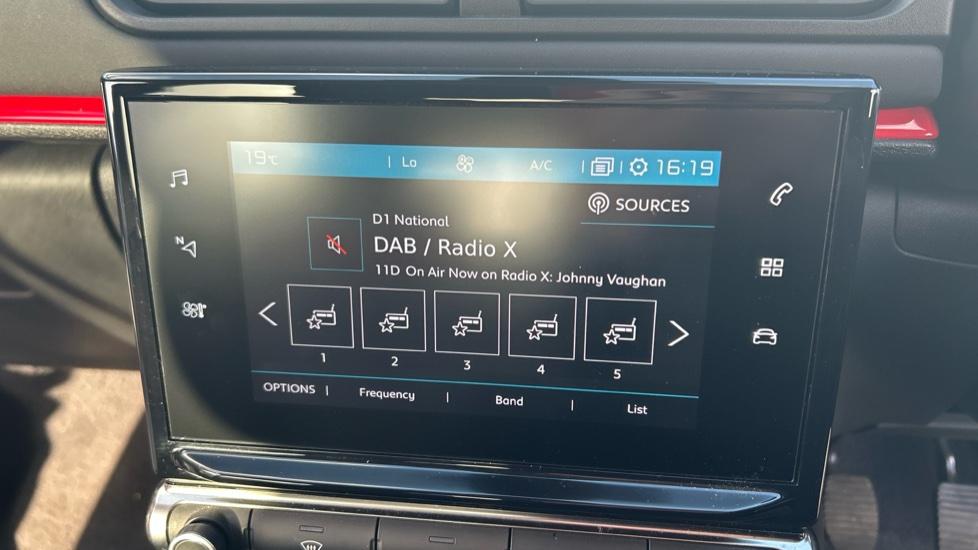 19°C | Lo A/C | | 16:19
SOURCES
D1 National
DAB / Radio X
11D On Air Now on Radio X: Johnny Vaughan
1 2 3 4 5
OPTIONS | Frequency | Band | List
N